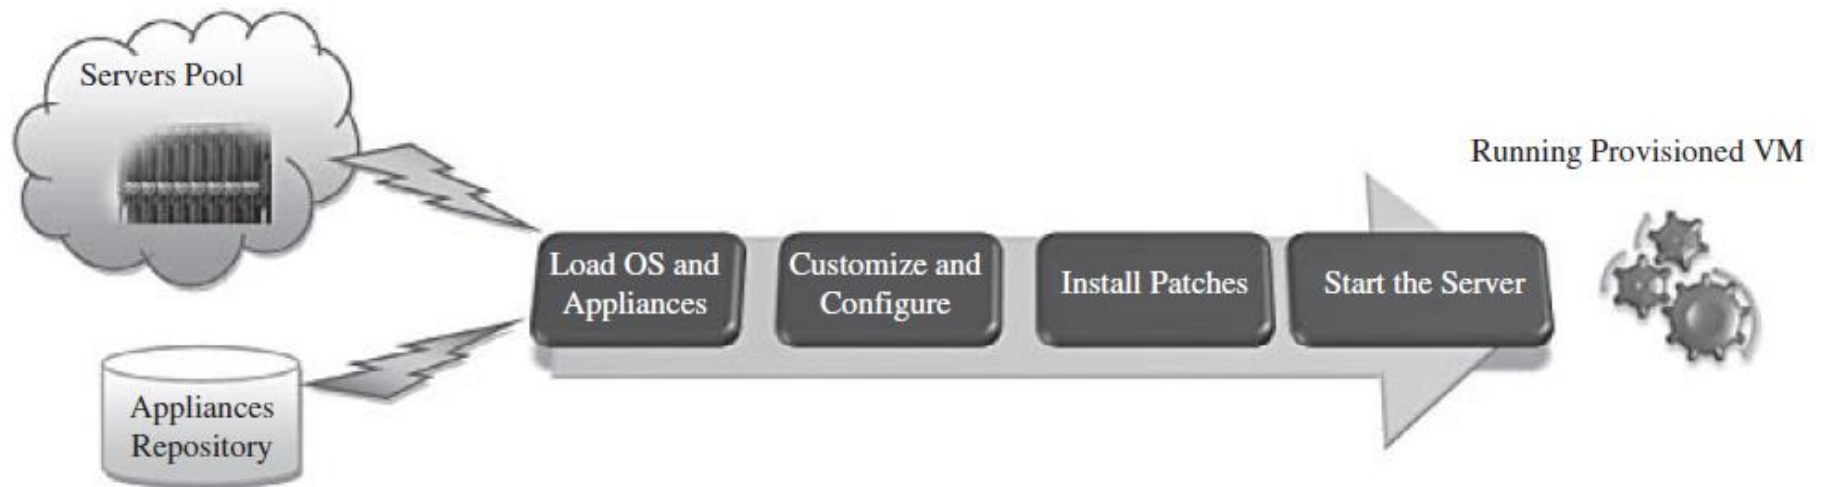 Servers Pool
Running Provisioned VM
Load OS and
Appliances
Customize and
Configure
Install Patches
Start the Server
Appliances
Repository